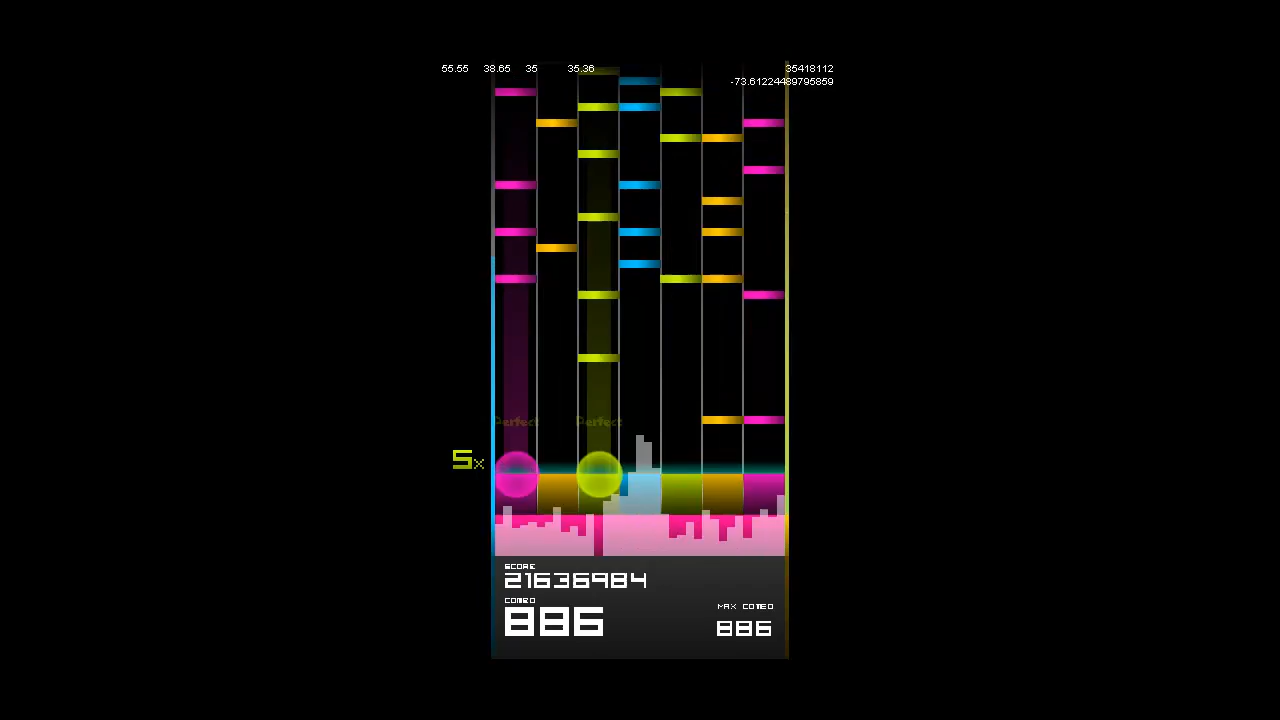 55.55 38.65 35 35.36 35418112
-73.61224489795859
Perfect Perfect
5x
SCORE
21636984
COMBO
886
MAX COMBO
886